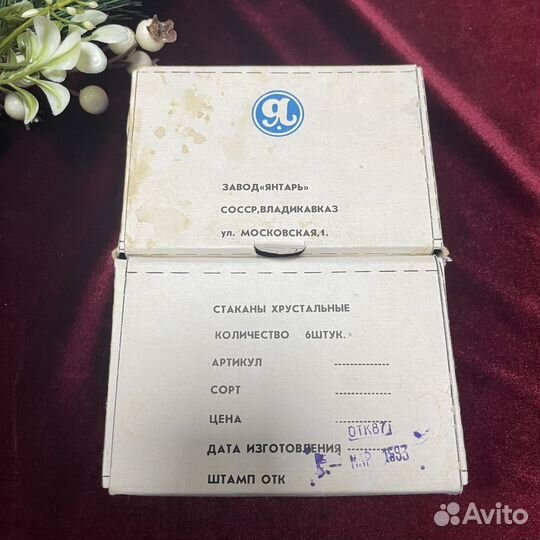 Я
ЗАВОД«ЯНТАРЬ»
СОССР,ВЛАДИКАВКАЗ
ул. МОСКОВСКАЯ,1.
СТАКАНЫ ХРУСТАЛЬНЫЕ
КОЛИЧЕСТВО 6ШТУК.
АРТИКУЛ
СОРТ
ЦЕНА
ОТК87
ДАТА ИЗГОТОВЛЕНИЯ
МАР 1993
ШТАМП ОТК
Avito